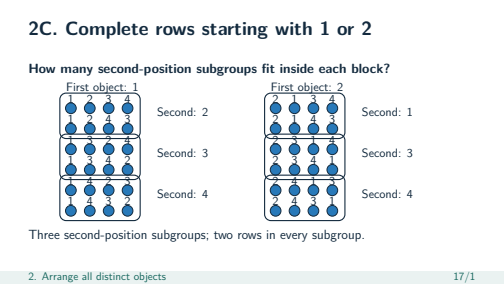 2C. Complete rows starting with 1 or 2
How many second-position subgroups fit inside each block?
First object: 1
1 2 3 4
1 2 4 3
Second: 2
1 3 2 4
1 3 4 2
Second: 3
1 4 2 3
1 4 3 2
Second: 4
First object: 2
2 1 3 4
2 1 4 3
Second: 1
2 3 1 4
2 3 4 1
Second: 3
2 4 1 3
2 4 3 1
Second: 4
Three second-position subgroups; two rows in every subgroup.
2. Arrange all distinct objects
17/1